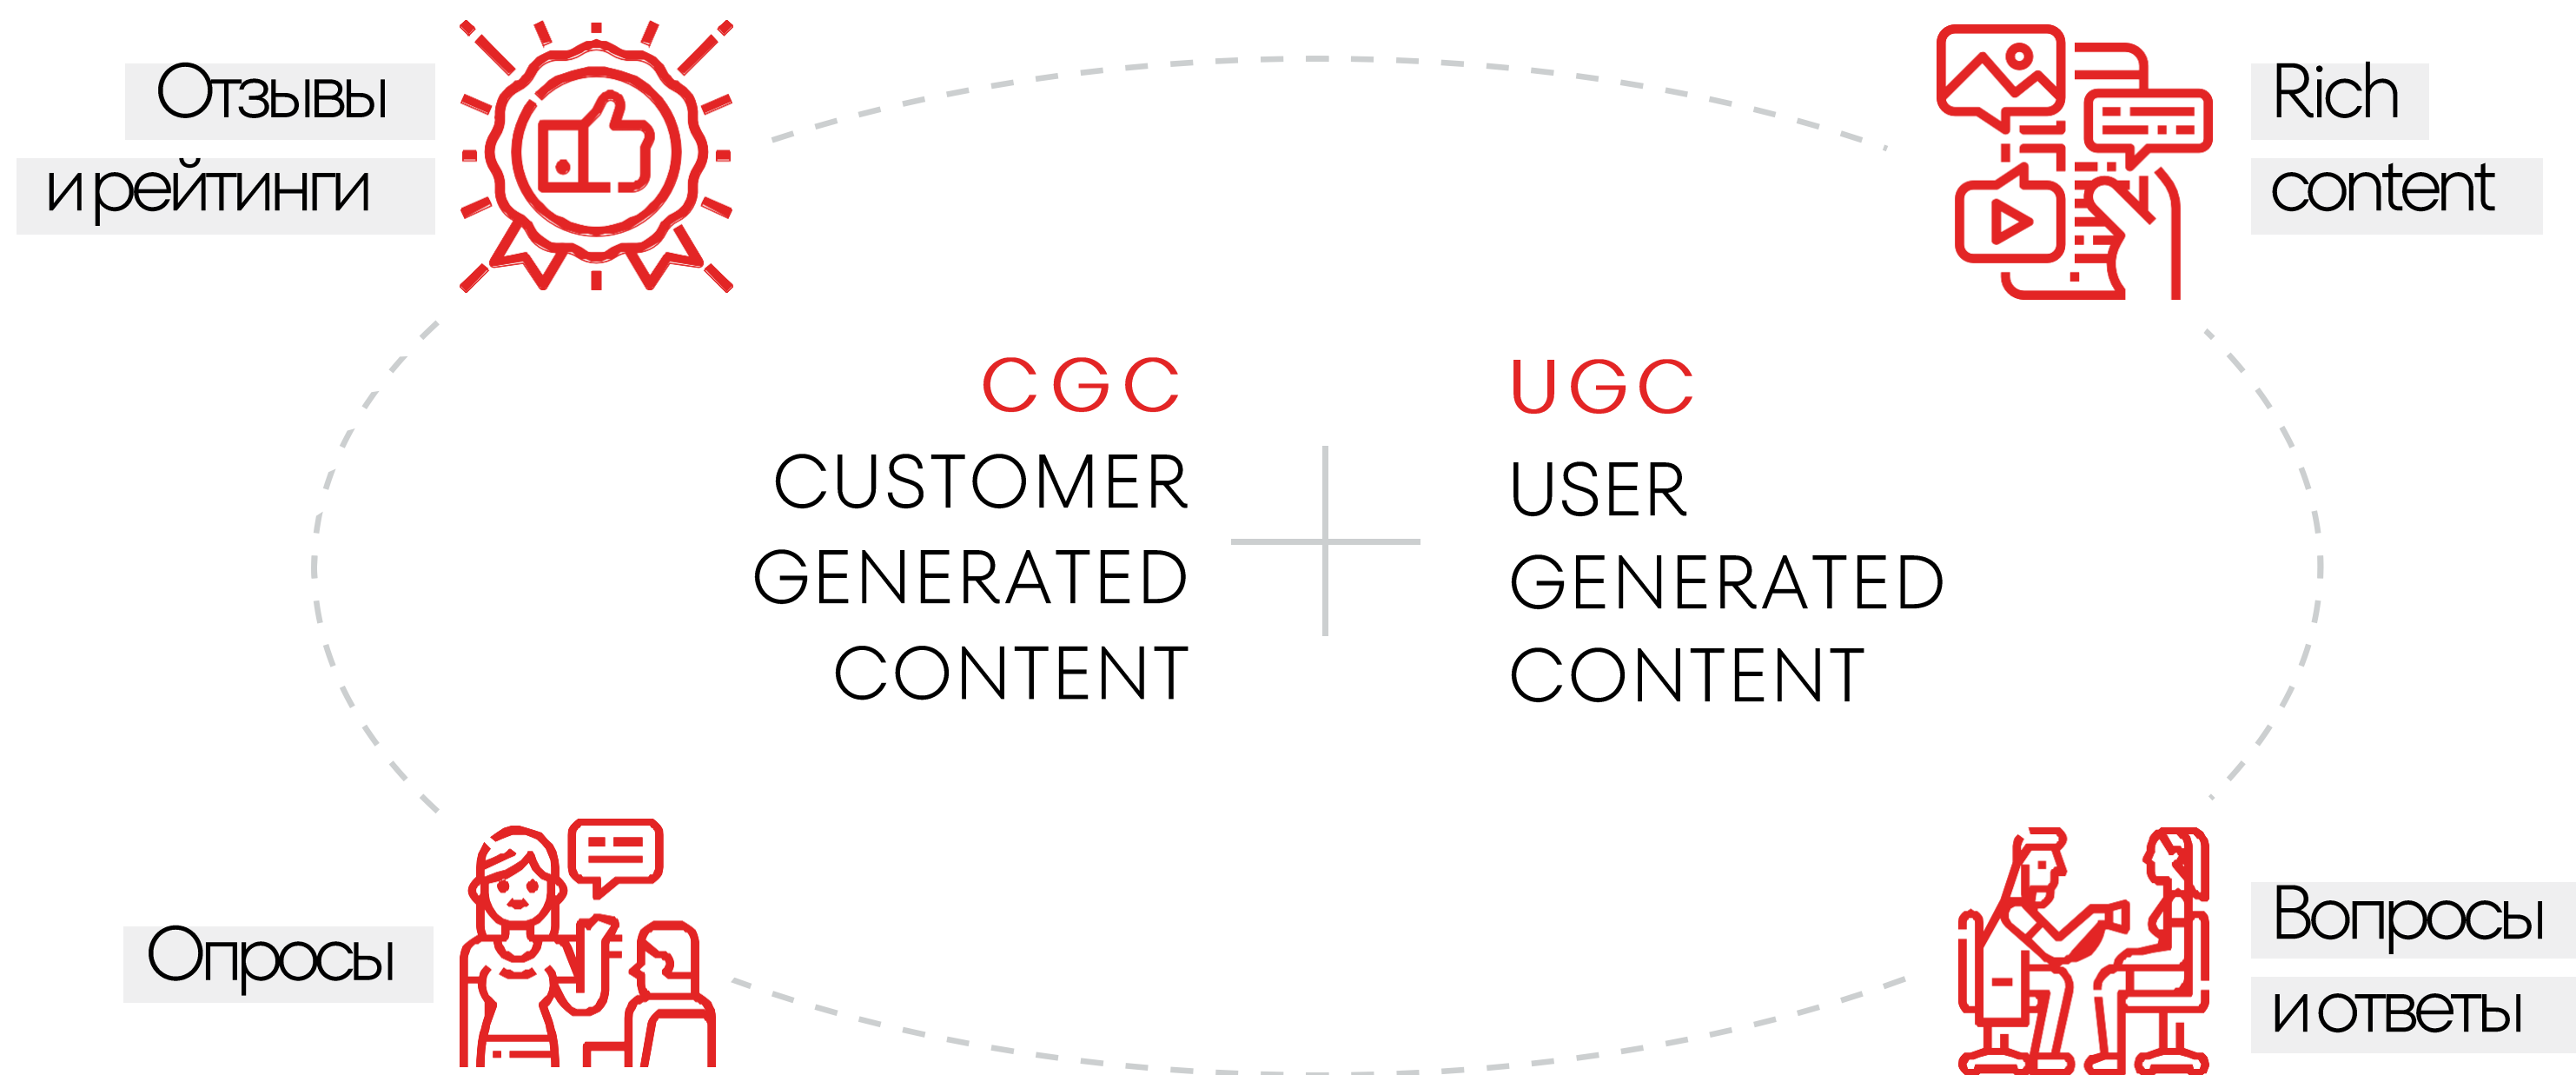 Отзывы
и рейтинги
Rich
content
CGC
CUSTOMER
GENERATED
CONTENT
UGC
USER
GENERATED
CONTENT
Опросы
Вопросы
и ответы